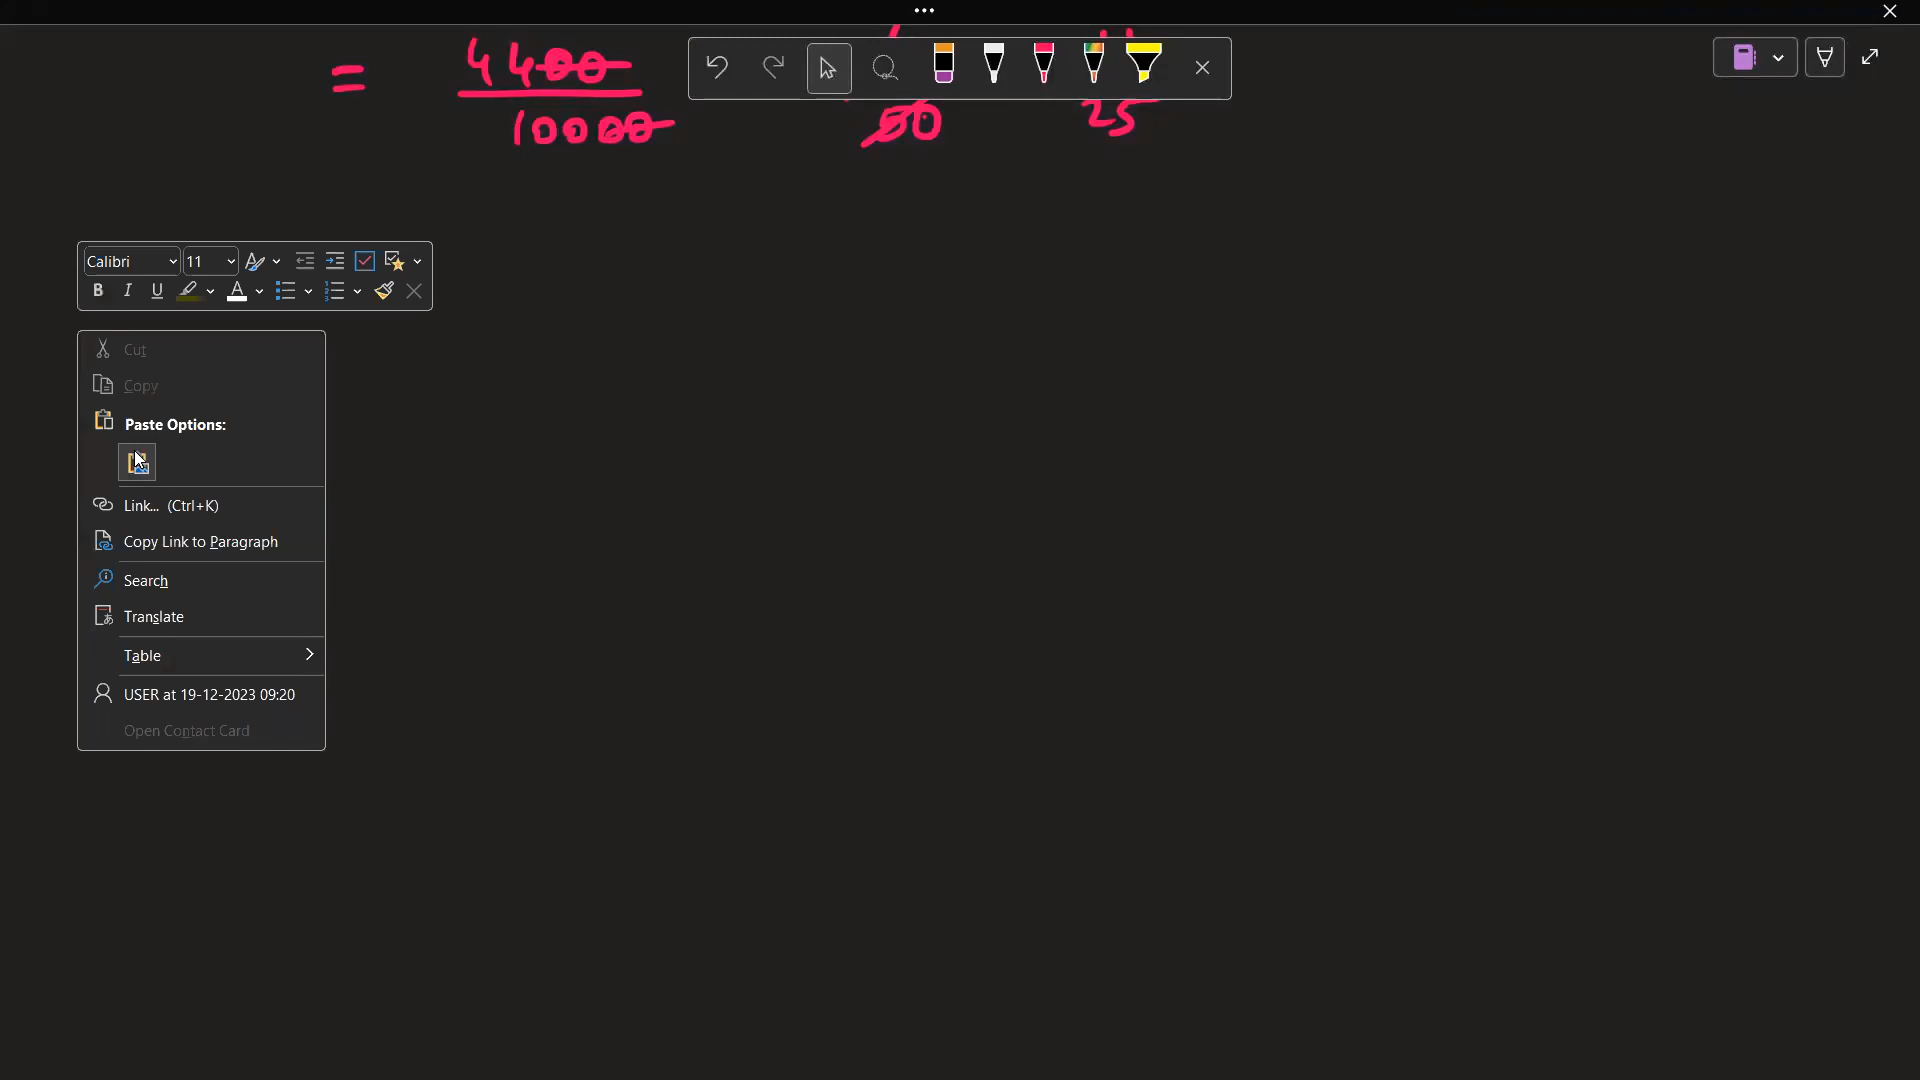 = 4400
10000
50
25
Calibri 11
B I U A
Cut
Copy
Paste Options:
Link... (Ctrl+K)
Copy Link to Paragraph
Search
Translate
Table
USER at 19-12-2023 09:20
Open Contact Card